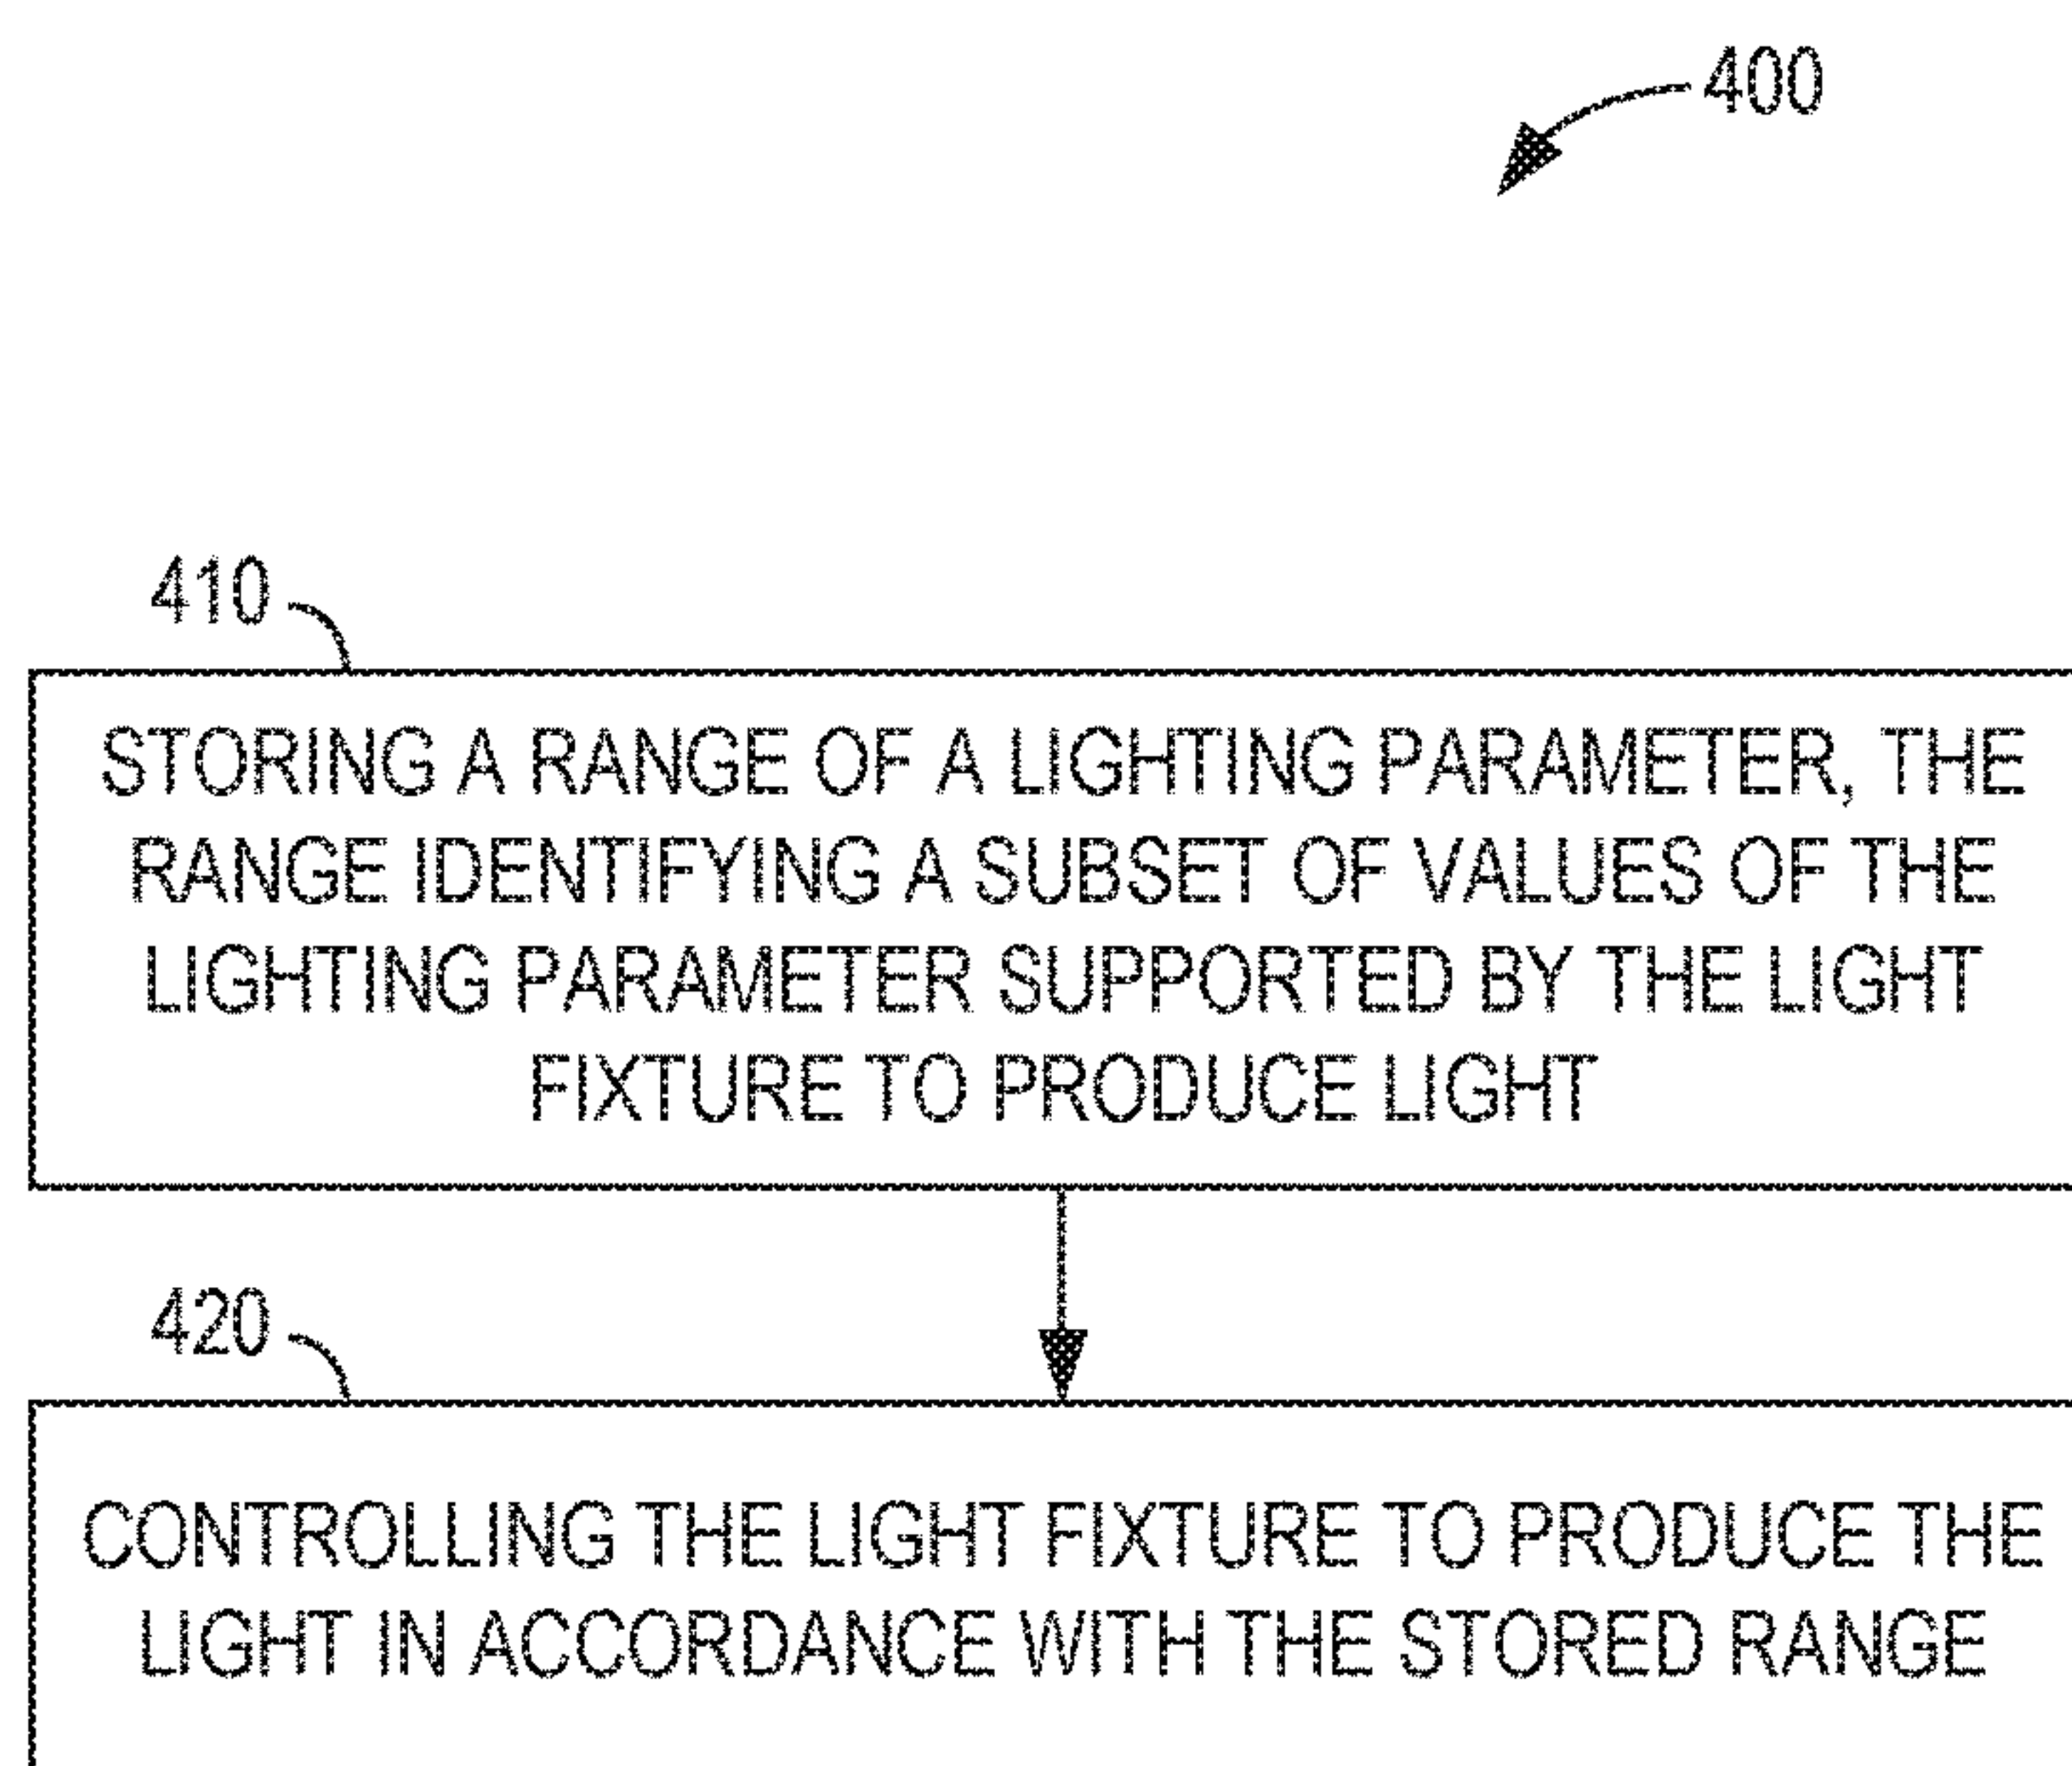 400
410
STORING A RANGE OF A LIGHTING PARAMETER, THE
RANGE IDENTIFYING A SUBSET OF VALUES OF THE
LIGHTING PARAMETER SUPPORTED BY THE LIGHT
FIXTURE TO PRODUCE LIGHT
420
CONTROLLING THE LIGHT FIXTURE TO PRODUCE THE
LIGHT IN ACCORDANCE WITH THE STORED RANGE